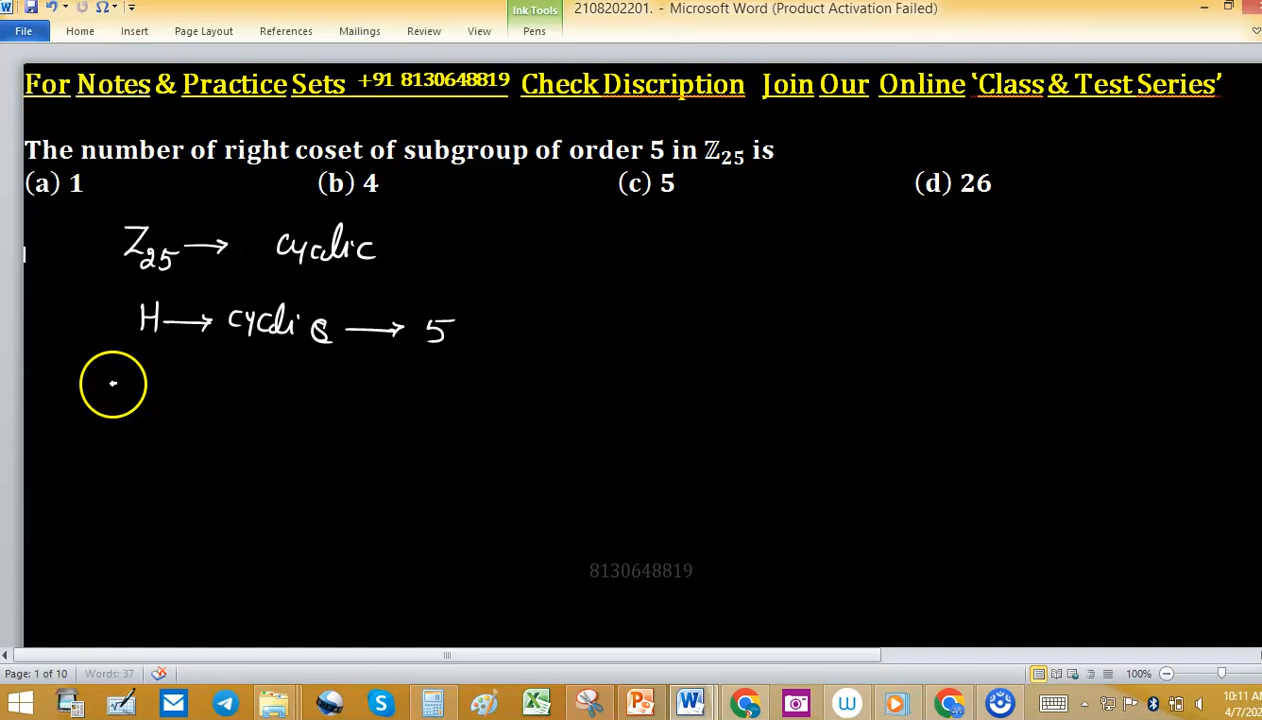 2108202201. - Microsoft Word (Product Activation Failed)
Ink Tools
File Home Insert Page Layout References Mailings Review View Pens
For Notes & Practice Sets +91 8130648819 Check Discription Join Our Online 'Class & Test Series'
The number of right coset of subgroup of order 5 in ℤ₂₅ is
(a) 1 (b) 4 (c) 5 (d) 26
Z₂₅ → cyclic
H → cyclic → 5
8130648819
Page: 1 of 10 Words: 37 100%
10:11 AM
4/7/202